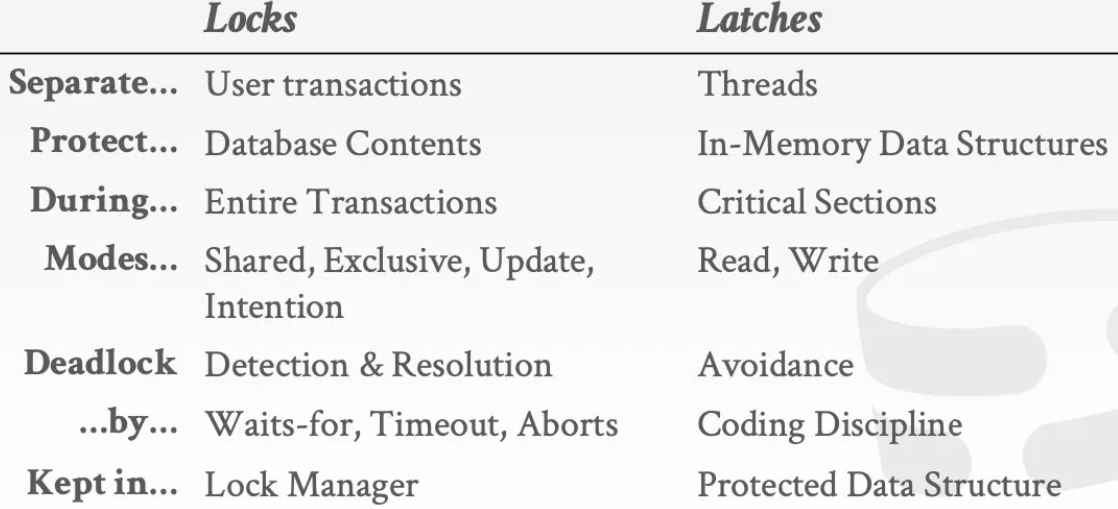 Locks Latches
Separate... User transactions Threads
Protect... Database Contents In-Memory Data Structures
During... Entire Transactions Critical Sections
Modes... Shared, Exclusive, Update, Read, Write
Intention
Deadlock Detection & Resolution Avoidance
...by... Waits-for, Timeout, Aborts Coding Discipline
Kept in... Lock Manager Protected Data Structure